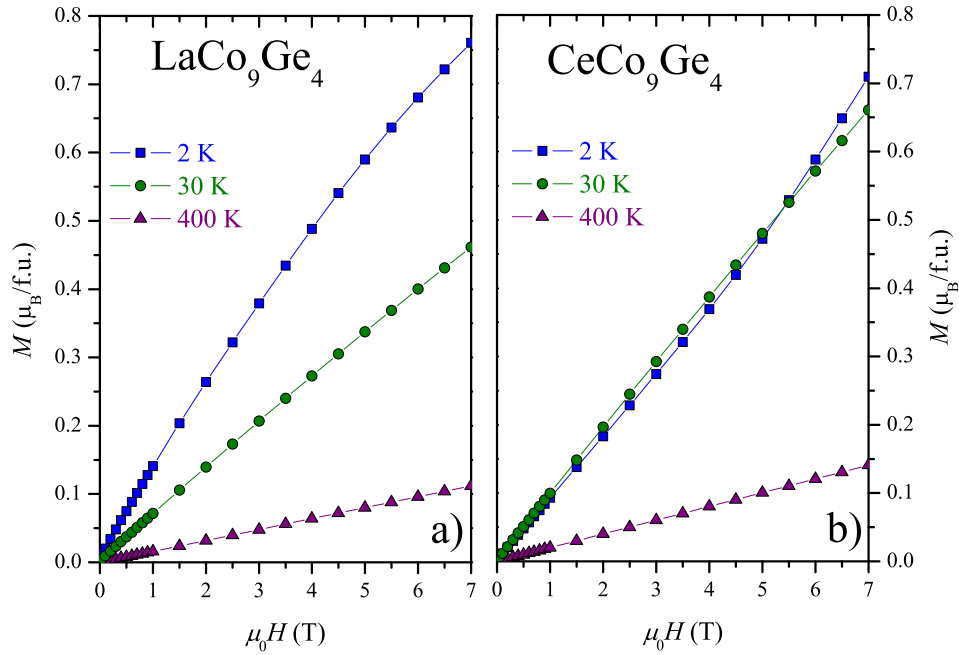 LaCo₉Ge₄
2 K
30 K
400 K
a)
0.8
0.7
0.6
0.5
0.4
0.3
0.2
0.1
0.0
M (μ_B/f.u.)
0 1 2 3 4 5 6 7
μ₀H (T)
CeCo₉Ge₄
2 K
30 K
400 K
b)
0.8
0.7
0.6
0.5
0.4
0.3
0.2
0.1
0.0
M (μ_B/f.u.)
0 1 2 3 4 5 6 7
μ₀H (T)